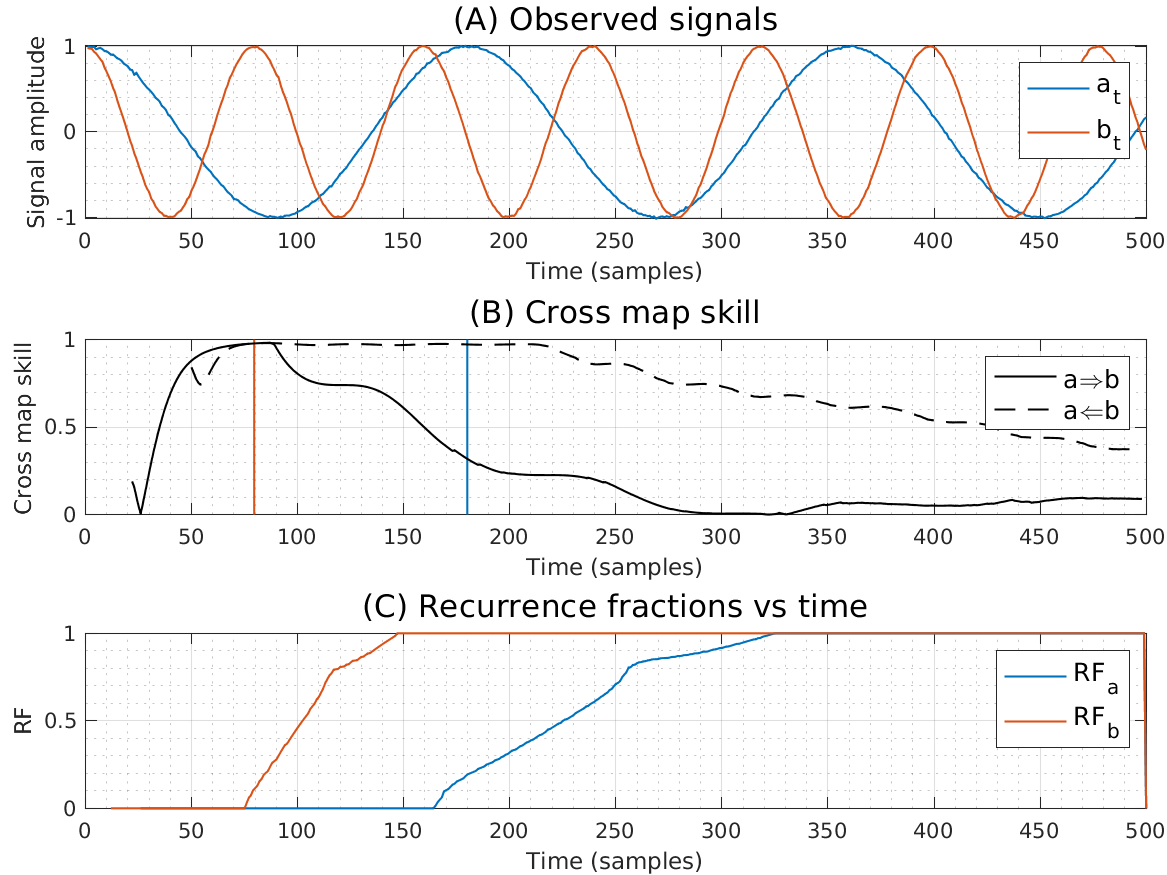 (A) Observed signals
Signal amplitude
1
0
-1
a_t
b_t
0 50 100 150 200 250 300 350 400 450 500
Time (samples)
(B) Cross map skill
Cross map skill
1
0.5
0
a⇒b
a⇐b
0 50 100 150 200 250 300 350 400 450 500
Time (samples)
(C) Recurrence fractions vs time
RF
1
0.5
0
RF_a
RF_b
0 50 100 150 200 250 300 350 400 450 500
Time (samples)